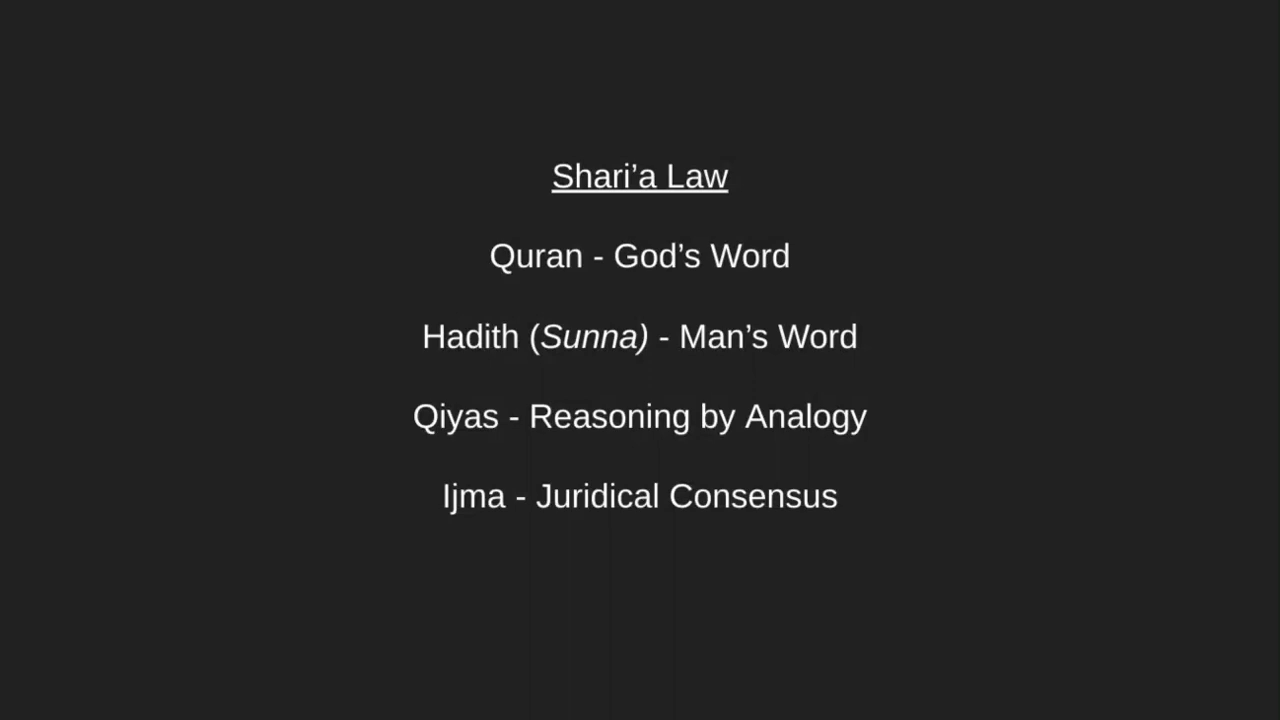 Shari’a Law
Quran - God’s Word
Hadith (Sunna) - Man’s Word
Qiyas - Reasoning by Analogy
Ijma - Juridical Consensus